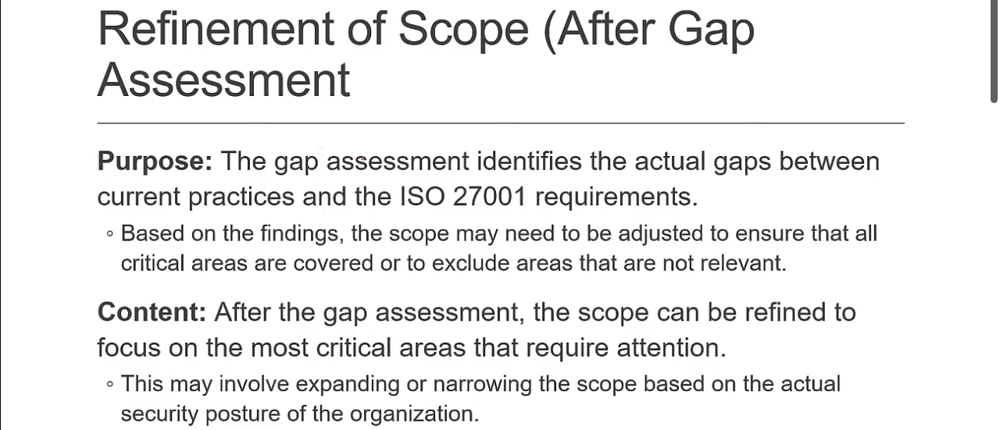 Refinement of Scope (After Gap
Assessment
Purpose: The gap assessment identifies the actual gaps between
current practices and the ISO 27001 requirements.
◦ Based on the findings, the scope may need to be adjusted to ensure that all
critical areas are covered or to exclude areas that are not relevant.
Content: After the gap assessment, the scope can be refined to
focus on the most critical areas that require attention.
◦ This may involve expanding or narrowing the scope based on the actual
security posture of the organization.